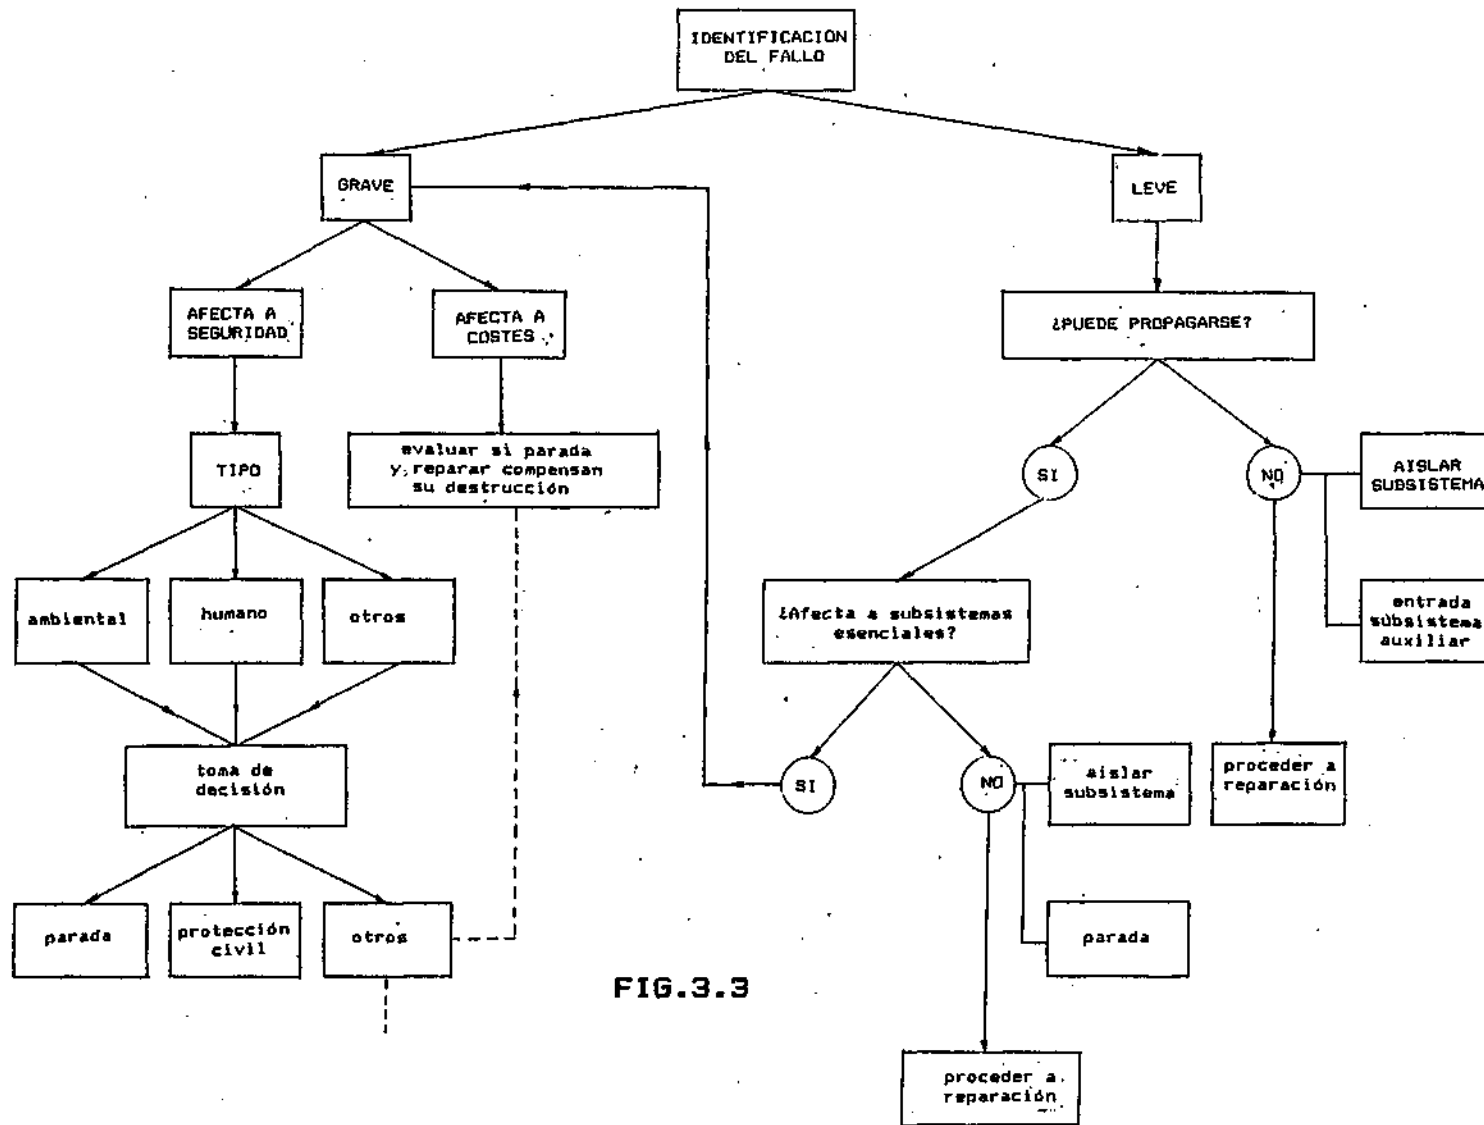 IDENTIFICACION
DEL FALLO
GRAVE
LEVE
AFECTA A
SEGURIDAD
AFECTA A
COSTES
¿PUEDE PROPAGARSE?
TIPO
evaluar si parada
y reparar compensan
su destrucción
SI
NO
AISLAR
SUBSISTEMA
ambiental
humano
otros
¿Afecta a subsistemas
esenciales?
entrada
subsistema
auxiliar
toma de
decisión
SI
NO
aislar
subsistema
proceder a
reparación
parada
protección
civil
otros
parada
FIG.3.3
proceder a
reparación